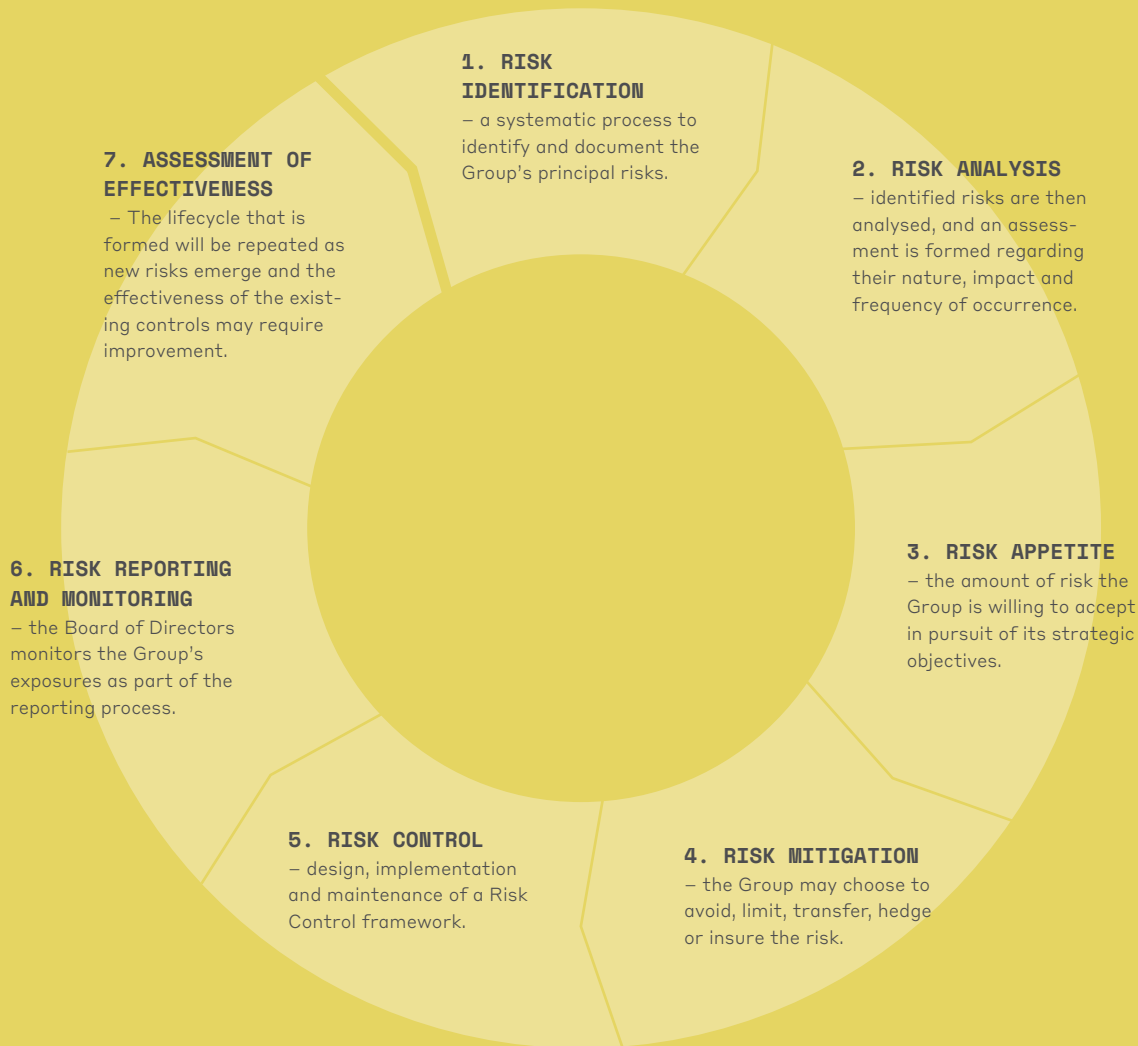 1. RISK
IDENTIFICATION
– a systematic process to
identify and document the
Group's principal risks.
2. RISK ANALYSIS
– identified risks are then
analysed, and an assess-
ment is formed regarding
their nature, impact and
frequency of occurrence.
3. RISK APPETITE
– the amount of risk the
Group is willing to accept
in pursuit of its strategic
objectives.
4. RISK MITIGATION
– the Group may choose to
avoid, limit, transfer, hedge
or insure the risk.
5. RISK CONTROL
– design, implementation
and maintenance of a Risk
Control framework.
6. RISK REPORTING
AND MONITORING
– the Board of Directors
monitors the Group's
exposures as part of the
reporting process.
7. ASSESSMENT OF
EFFECTIVENESS
– The lifecycle that is
formed will be repeated as
new risks emerge and the
effectiveness of the exist-
ing controls may require
improvement.